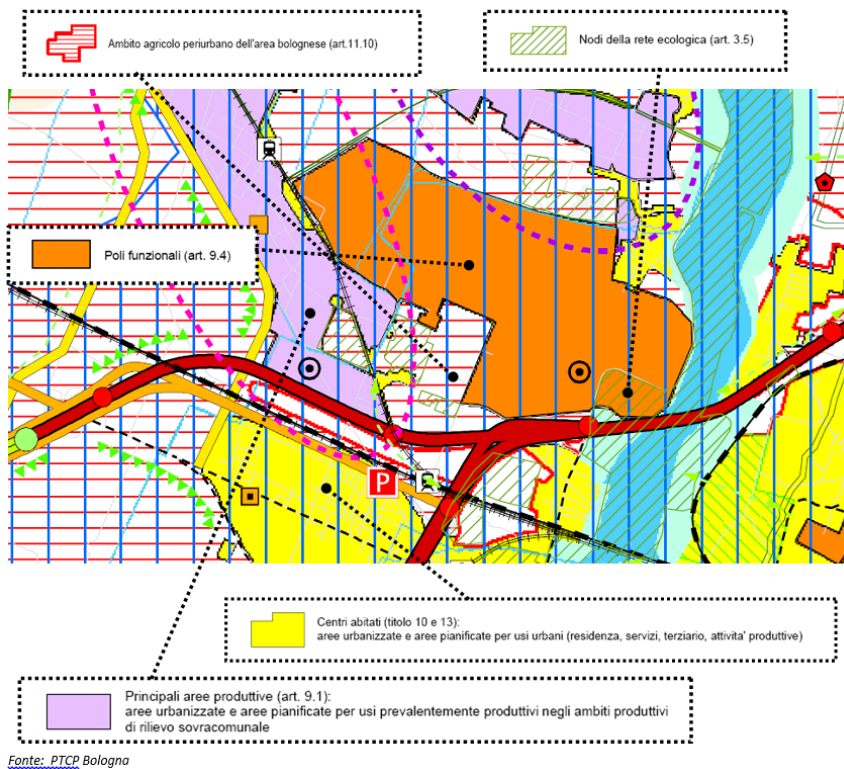 Ambito agricolo periurbano dell'area bolognese (art.11.10)
Nodi della rete ecologica (art. 3.5)
Poli funzionali (art. 9.4)
P
Centri abitati (titolo 10 e 13):
aree urbanizzate e aree pianificate per usi urbani (residenza, servizi, terziario, attivita' produttive)
Principali aree produttive (art. 9.1):
aree urbanizzate e aree pianificate per usi prevalentemente produttivi negli ambiti produttivi
di rilievo sovracomunale
Fonte: PTCP Bologna